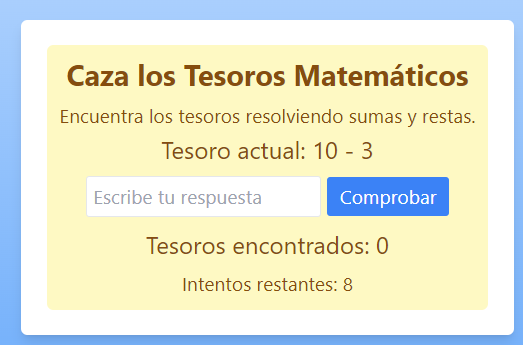 Caza los Tesoros Matemáticos
Encuentra los tesoros resolviendo sumas y restas.
Tesoro actual: 10 - 3
Escribe tu respuesta Comprobar
Tesoros encontrados: 0
Intentos restantes: 8